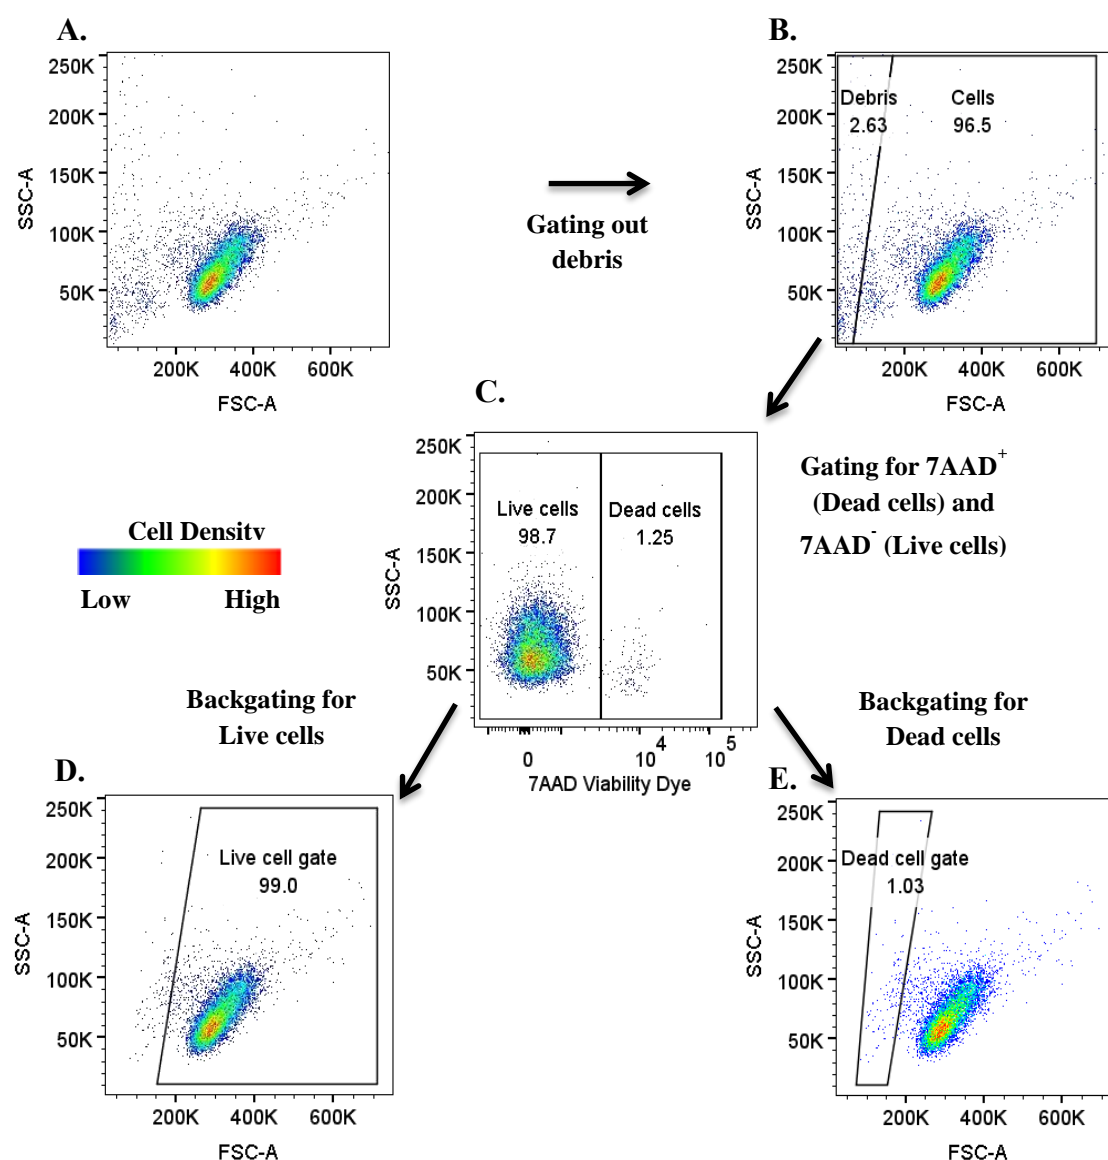 A.
250K
200K
150K
100K
50K
SSC-A
200K 400K 600K
FSC-A
Gating out
debris
B.
250K
200K
150K
100K
50K
SSC-A
Debris
2.63
Cells
96.5
200K 400K 600K
FSC-A
C.
250K
200K
150K
100K
50K
SSC-A
Live cells
98.7
Dead cells
1.25
0 10^4 10^5
7AAD Viability Dye
Gating for 7AAD+
(Dead cells) and
7AAD- (Live cells)
Cell Density
Low High
Backgating for
Live cells
Backgating for
Dead cells
D.
250K
200K
150K
100K
50K
SSC-A
Live cell gate
99.0
200K 400K 600K
FSC-A
E.
250K
200K
150K
100K
50K
SSC-A
Dead cell gate
1.03
200K 400K 600K
FSC-A